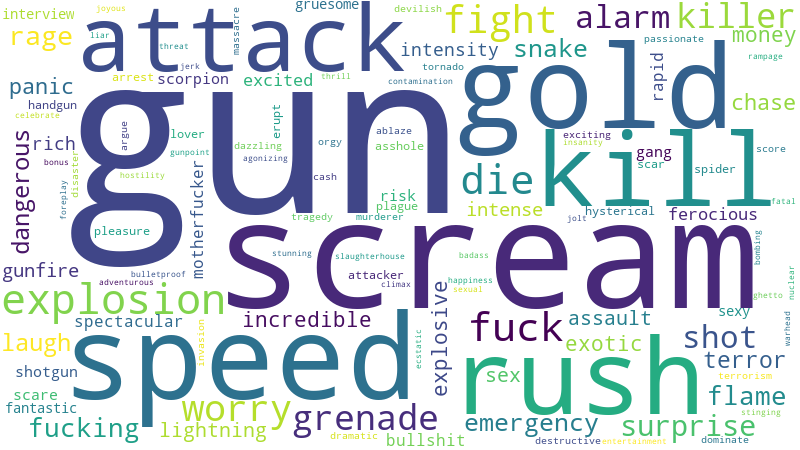 interview
joyous
liar
attack
massacre
threat
jerk
gruesome
devilish
fight
alarm
killer
rage
intensity
snake
passionate
money
panic
arrest
scorpion
excited
thrill
tornado
contamination
gold
rapid
rampage
handgun
celebrate
gun
chase
dangerous
rich
bonus
disaster
argue
lover
gunpoint
hostility
erupt
dazzling
agonizing
orgy
ablaze
asshole
cash
exciting
insanity
kill
gang
scar
spider
score
fatal
foreplay
pleasure
motherfucker
risk
plague
tragedy
murderer
die
intense
jolt
hysterical
ferocious
gunfire
bulletproof
adventurous
stunning
slaughterhouse
attacker
climax
badass
happiness
sexual
scream
bombing
nuclear
ghetto
explosion
spectacular
incredible
explosive
fuck
assault
sexy
warhead
laugh
invasion
speed
ecstatic
exotic
shot
shotgun
terror
scare
sex
rush
terrorism
fantastic
worry
grenade
flame
stinging
fucking
lightning
dramatic
bullshit
emergency
surprise
destructive
entertainment
dominate